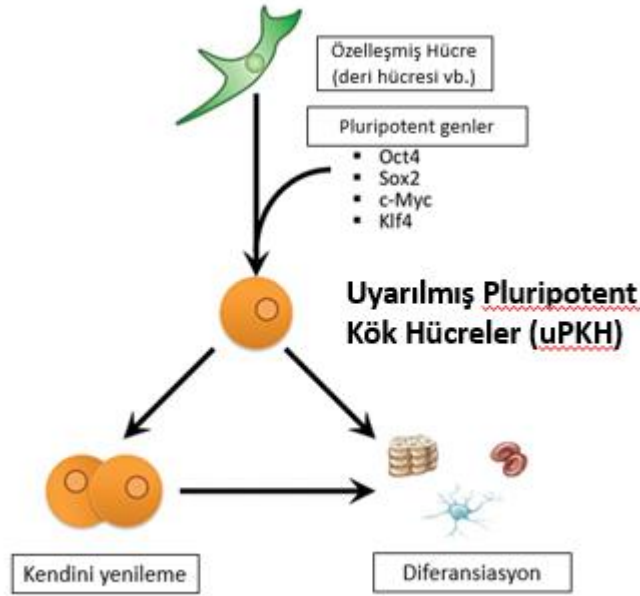 Özelleşmiş Hücre
(deri hücresi vb.)
Pluripotent genler
▪ Oct4
▪ Sox2
▪ c-Myc
▪ Klf4
Uyarılmış Pluripotent
Kök Hücreler (uPKH)
Kendini yenileme
Diferansiasyon